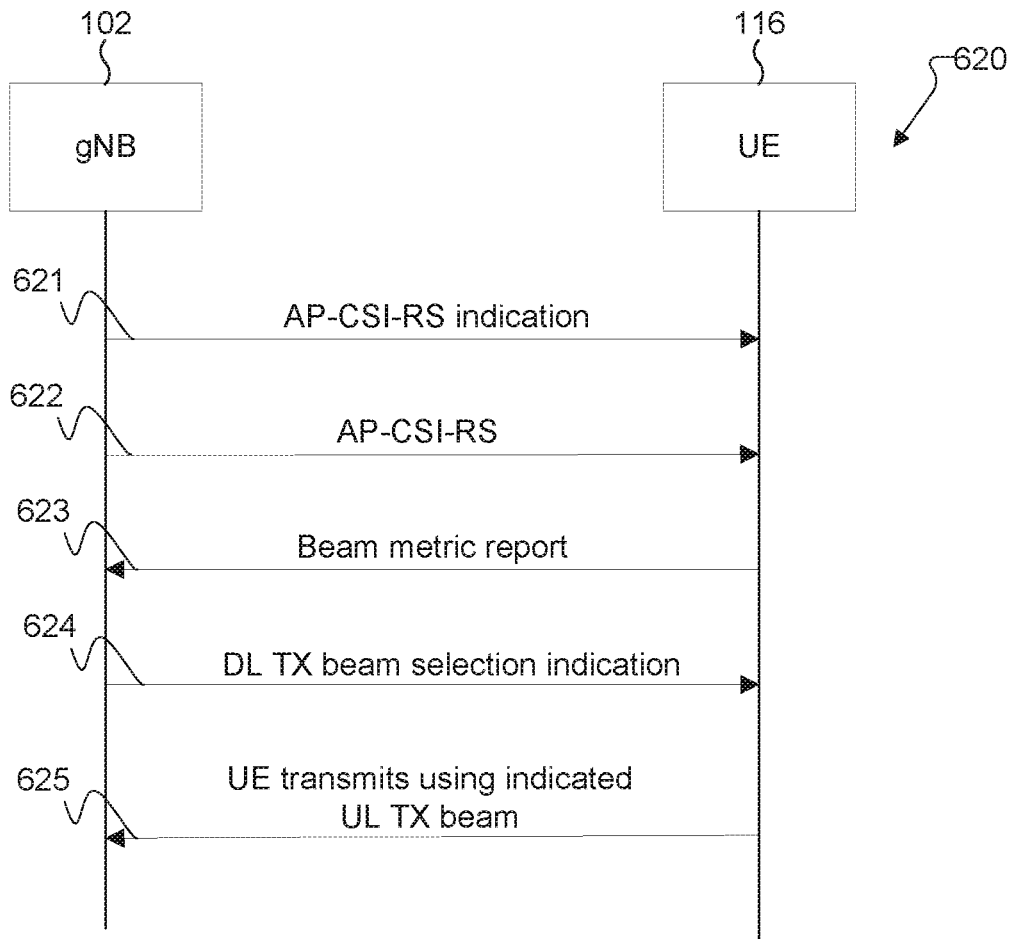 102
116
620
gNB
UE
621
AP-CSI-RS indication
622
AP-CSI-RS
623
Beam metric report
624
DL TX beam selection indication
625
UE transmits using indicated
UL TX beam